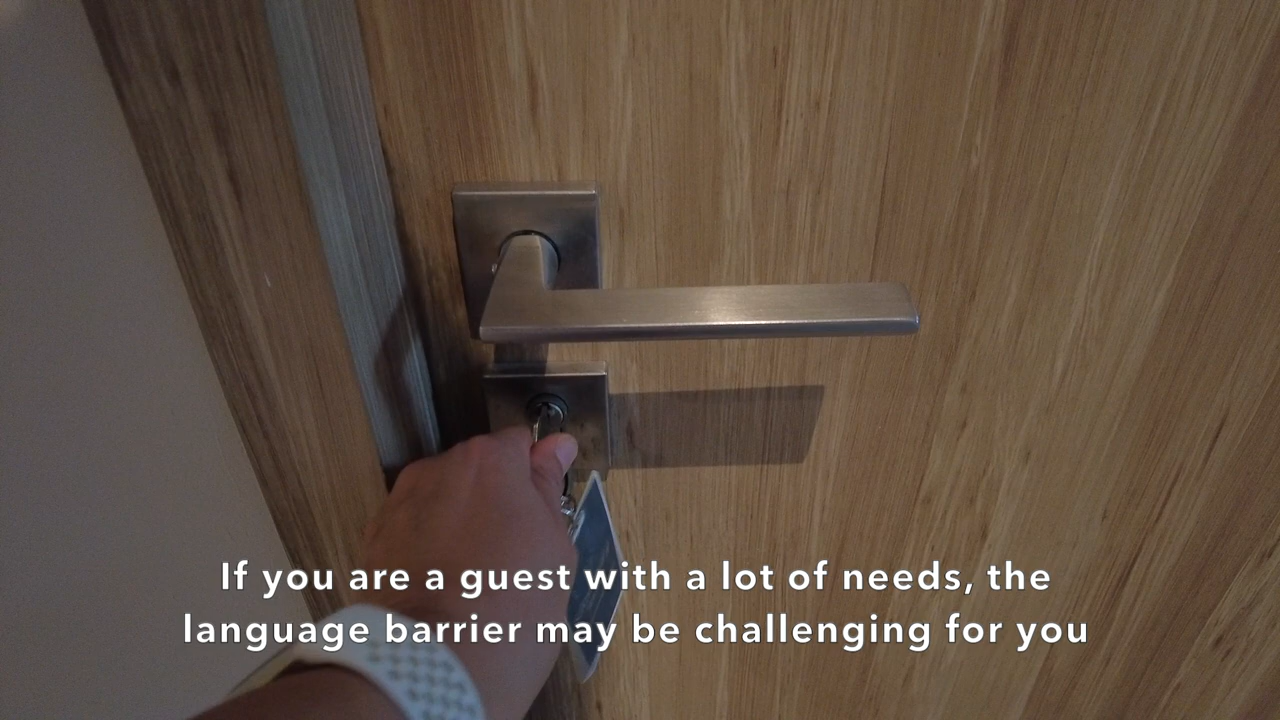 If you are a guest with a lot of needs, the
language barrier may be challenging for you